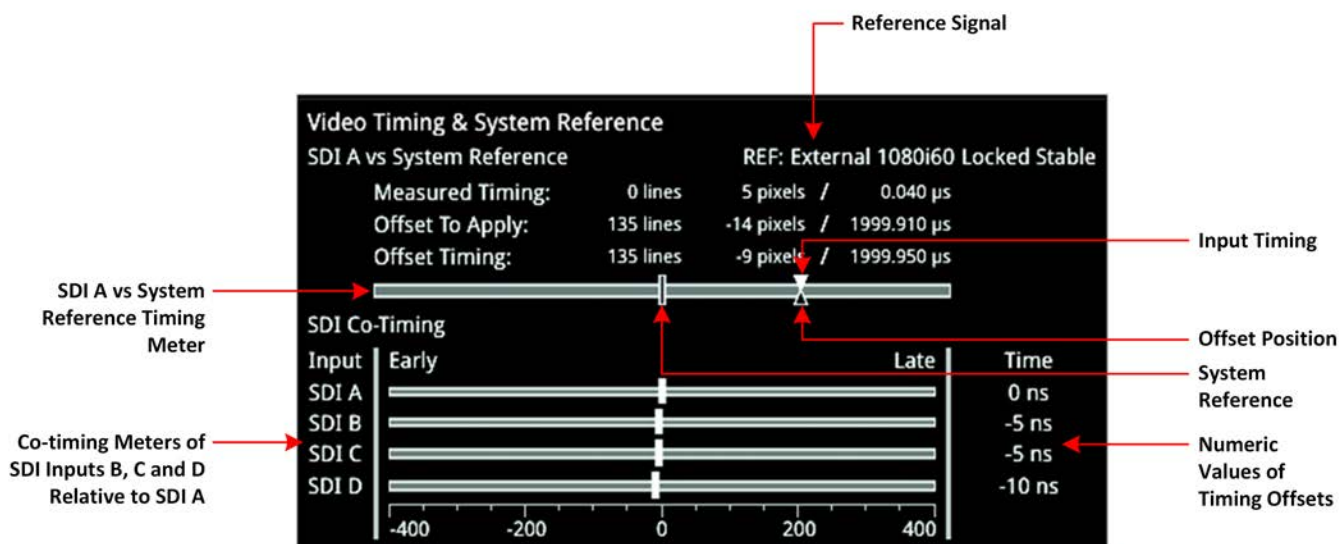 Reference Signal
Video Timing & System Reference
SDI A vs System Reference REF: External 1080i60 Locked Stable
Measured Timing: 0 lines 5 pixels / 0.040 µs
Offset To Apply: 135 lines -14 pixels / 1999.910 µs
Offset Timing: 135 lines -9 pixels / 1999.950 µs
Input Timing
SDI A vs System
Reference Timing
Meter
Offset Position
System
Reference
SDI Co-Timing
Input Early Late Time
SDI A 0 ns
SDI B -5 ns
SDI C -5 ns
SDI D -10 ns
-400 -200 0 200 400
Co-timing Meters of
SDI Inputs B, C and D
Relative to SDI A
Numeric
Values of
Timing Offsets